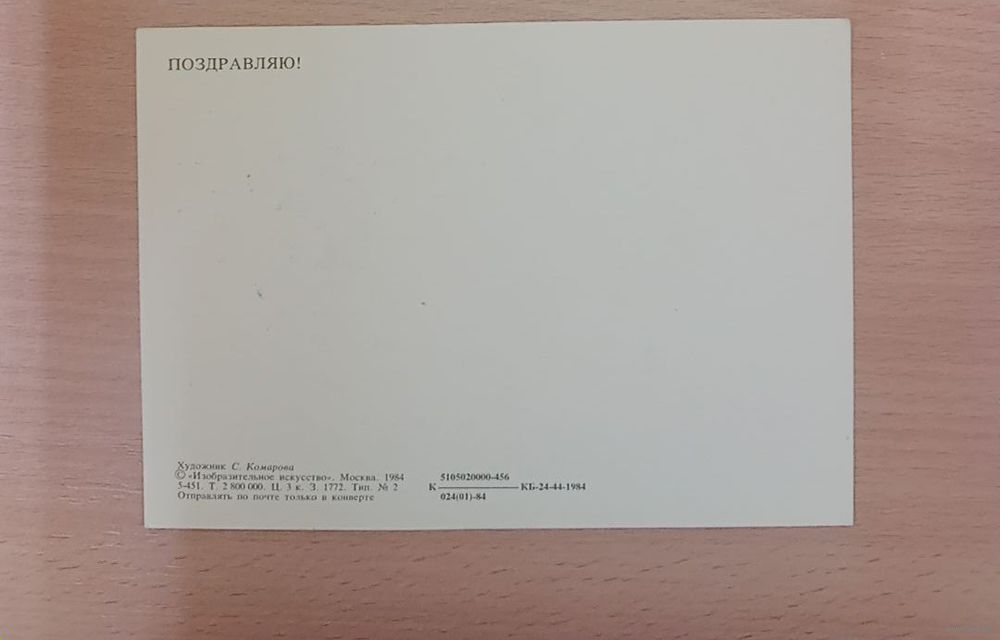 ПОЗДРАВЛЯЮ!
Художник С. Комарова
© «Изобразительное искусство». Москва. 1984
5-451. Т. 2 800 000. Ц. 3 к. З. 1772. Тип. № 2
Отправлять по почте только в конверте
5105020000-456
К ——— КБ-24-44-1984
024(01)-84